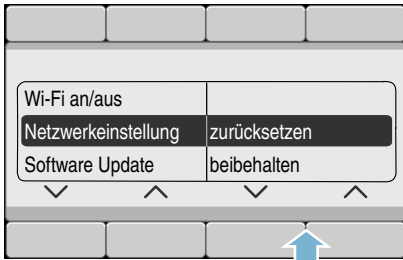 Wi-Fi an/aus
Netzwerkeinstellung zurücksetzen
Software Update beibehalten